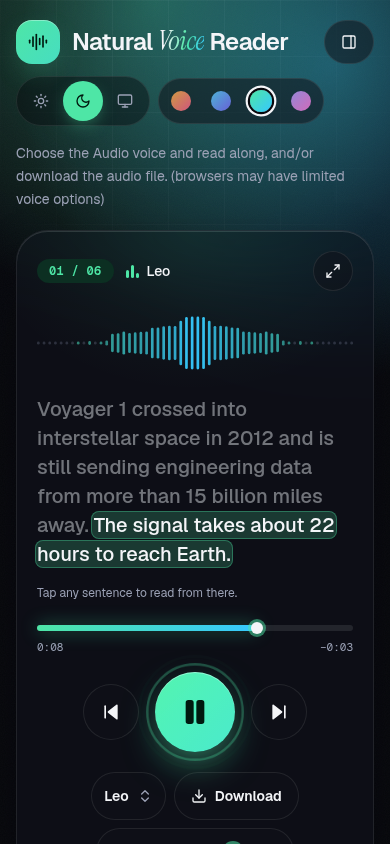 Natural Voice Reader
Choose the Audio voice and read along, and/or
download the audio file. (browsers may have limited
voice options)
01 / 06 Leo
Voyager 1 crossed into
interstellar space in 2012 and is
still sending engineering data
from more than 15 billion miles
away. The signal takes about 22
hours to reach Earth.
Tap any sentence to read from there.
0:08 −0:03
Leo Download